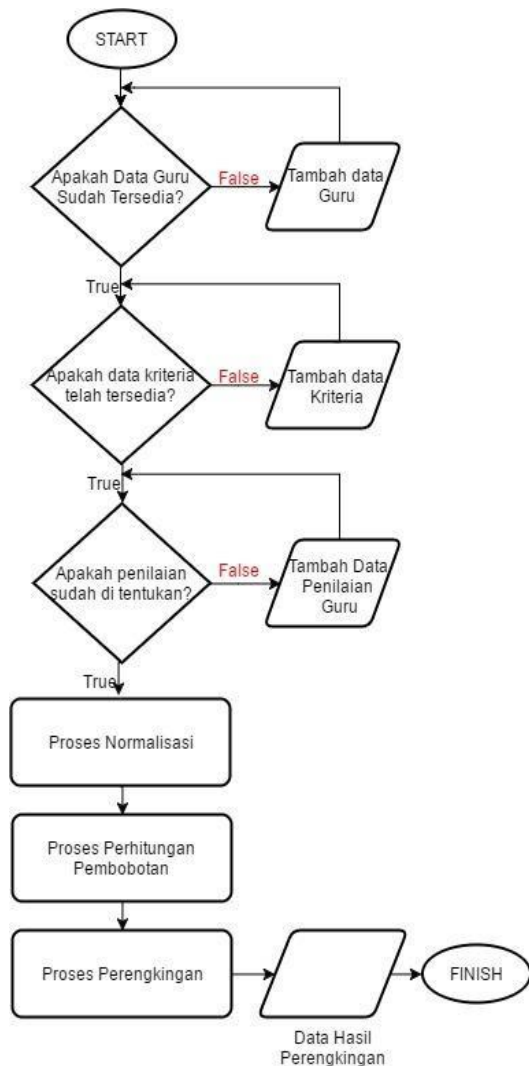 START
Apakah Data Guru
Sudah Tersedia?
False
Tambah data
Guru
True
Apakah data kriteria
telah tersedia?
False
Tambah data
Kriteria
True
Apakah penilaian
sudah di tentukan?
False
Tambah Data
Penilaian
Guru
True
Proses Normalisasi
Proses Perhitungan
Pembobotan
Proses Perengkingan
FINISH
Data Hasil
Perengkingan